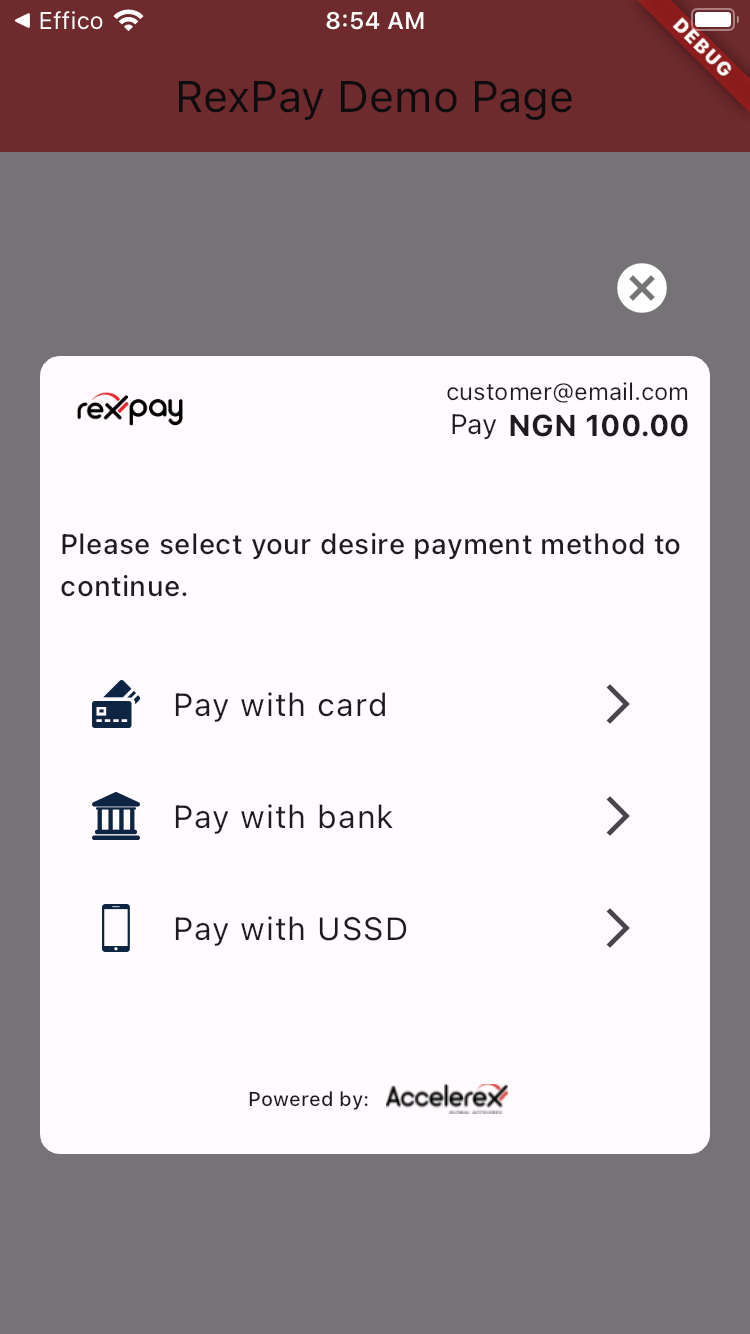 Effico
8:54 AM
DEBUG
RexPay Demo Page
rexpay
customer@email.com
Pay NGN 100.00
Please select your desire payment method to
continue.
Pay with card
Pay with bank
Pay with USSD
Powered by: Accelerex